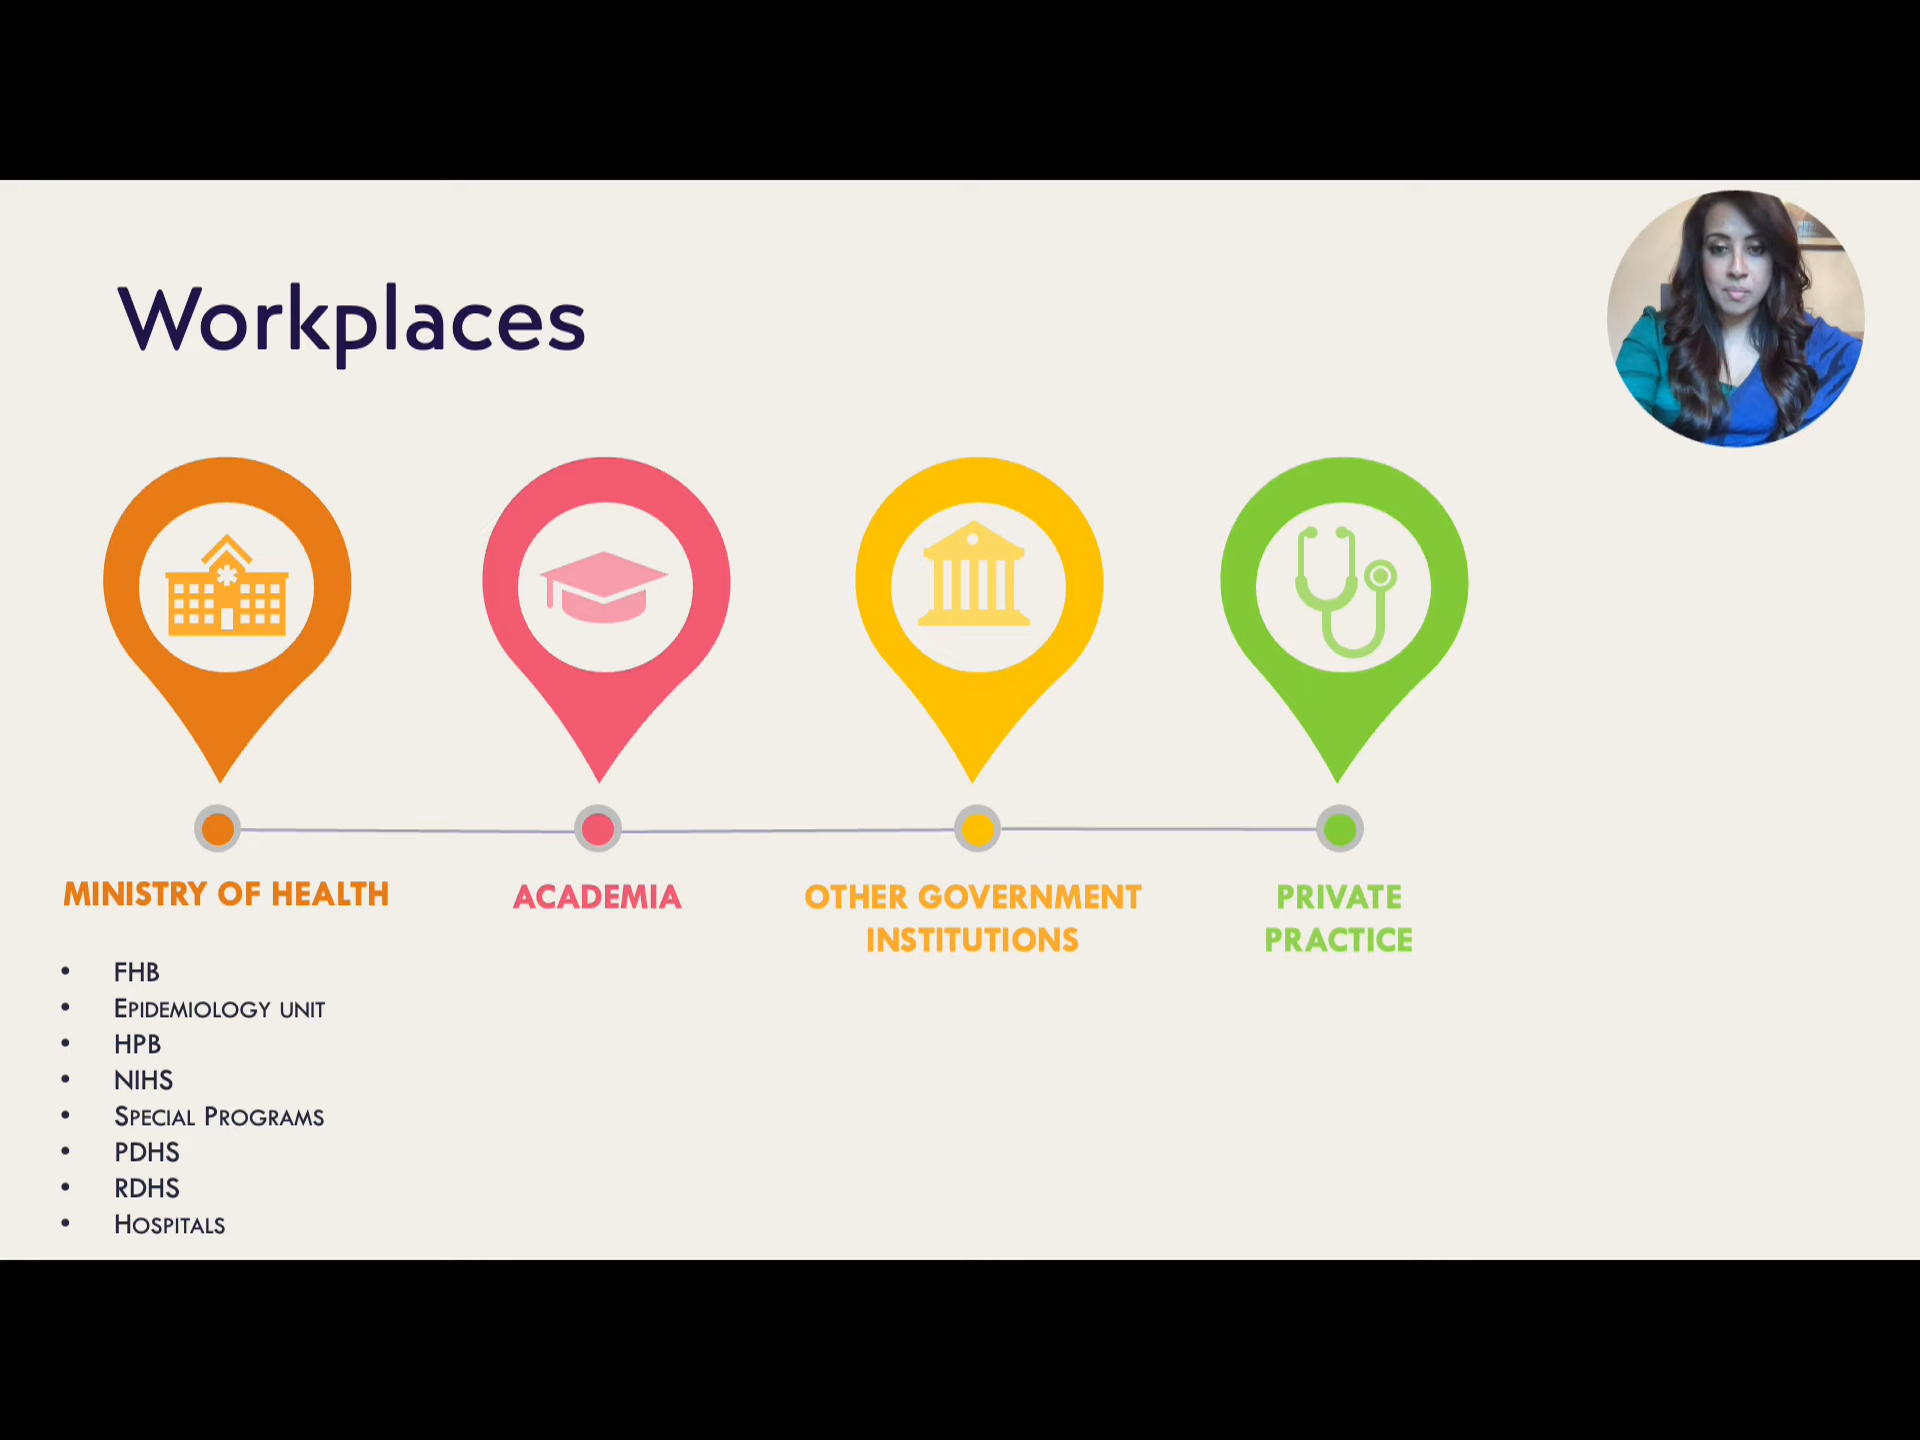 Workplaces
MINISTRY OF HEALTH
ACADEMIA
OTHER GOVERNMENT
INSTITUTIONS
PRIVATE
PRACTICE
• FHB
• EPIDEMIOLOGY UNIT
• HPB
• NIHS
• SPECIAL PROGRAMS
• PDHS
• RDHS
• HOSPITALS